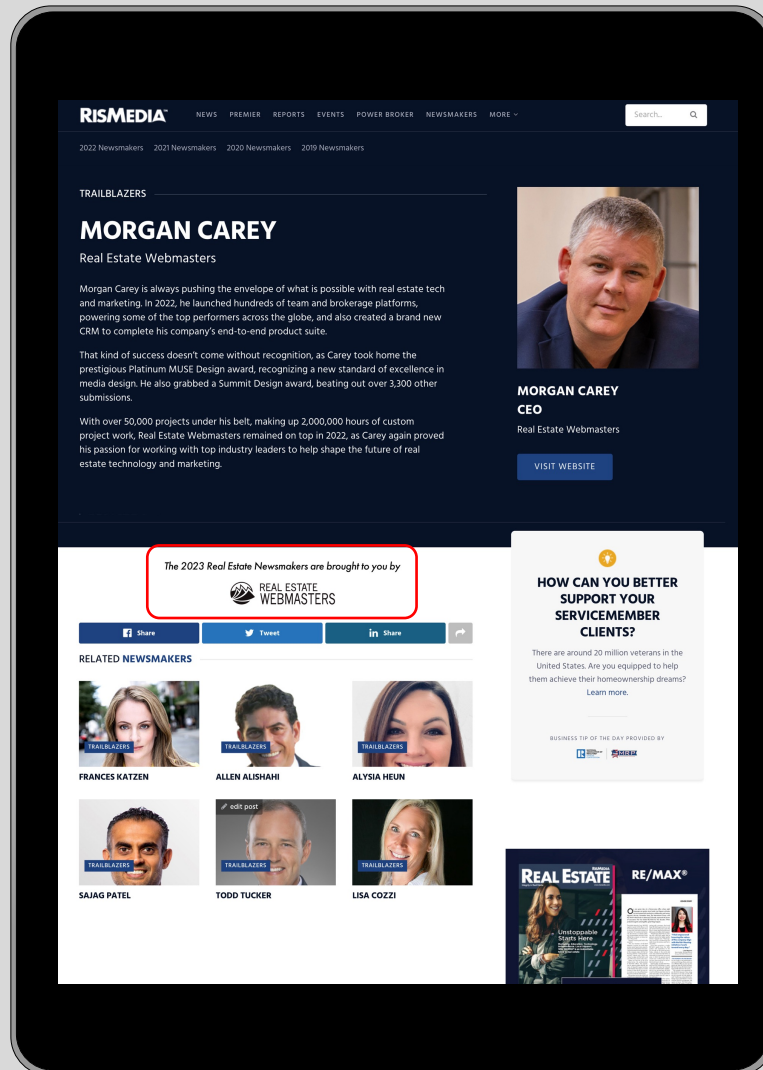 RISMEDIA
NEWS PREMIER REPORTS EVENTS POWER BROKER NEWSMAKERS MORE
Search...
2022 Newsmakers 2021 Newsmakers 2020 Newsmakers 2019 Newsmakers
TRAILBLAZERS
MORGAN CAREY
Real Estate Webmasters
Morgan Carey is always pushing the envelope of what is possible with real estate tech
and marketing. In 2022, he launched hundreds of team and brokerage platforms,
powering some of the top performers across the globe, and also created a brand new
CRM to complete his company's end-to-end product suite.
That kind of success doesn't come without recognition, as Carey took home the
prestigious Platinum MUSE Design award, recognizing a new standard of excellence in
media design. He also grabbed a Summit Design award, beating out over 3,300 other
submissions.
With over 50,000 projects under his belt, making up 2,000,000 hours of custom
project work, Real Estate Webmasters remained on top in 2022, as Carey again proved
his passion for working with top industry leaders to help shape the future of real
estate technology and marketing.
MORGAN CAREY
CEO
Real Estate Webmasters
VISIT WEBSITE
The 2023 Real Estate Newsmakers are brought to you by
REAL ESTATE
WEBMASTERS
Share
Tweet
Share
RELATED NEWSMAKERS
TRAILBLAZERS
FRANCES KATZEN
TRAILBLAZERS
ALLEN ALISHAHI
TRAILBLAZERS
ALYSIA HEUN
TRAILBLAZERS
SAJAG PATEL
edit post
TRAILBLAZERS
TODD TUCKER
TRAILBLAZERS
LISA COZZI
HOW CAN YOU BETTER
SUPPORT YOUR
SERVICEMEMBER
CLIENTS?
There are around 20 million veterans in the
United States. Are you equipped to help
them achieve their homeownership dreams?
Learn more.
BUSINESS TIP OF THE DAY PROVIDED BY
REAL ESTATE
RE/MAX®
Unstoppable
Starts Here